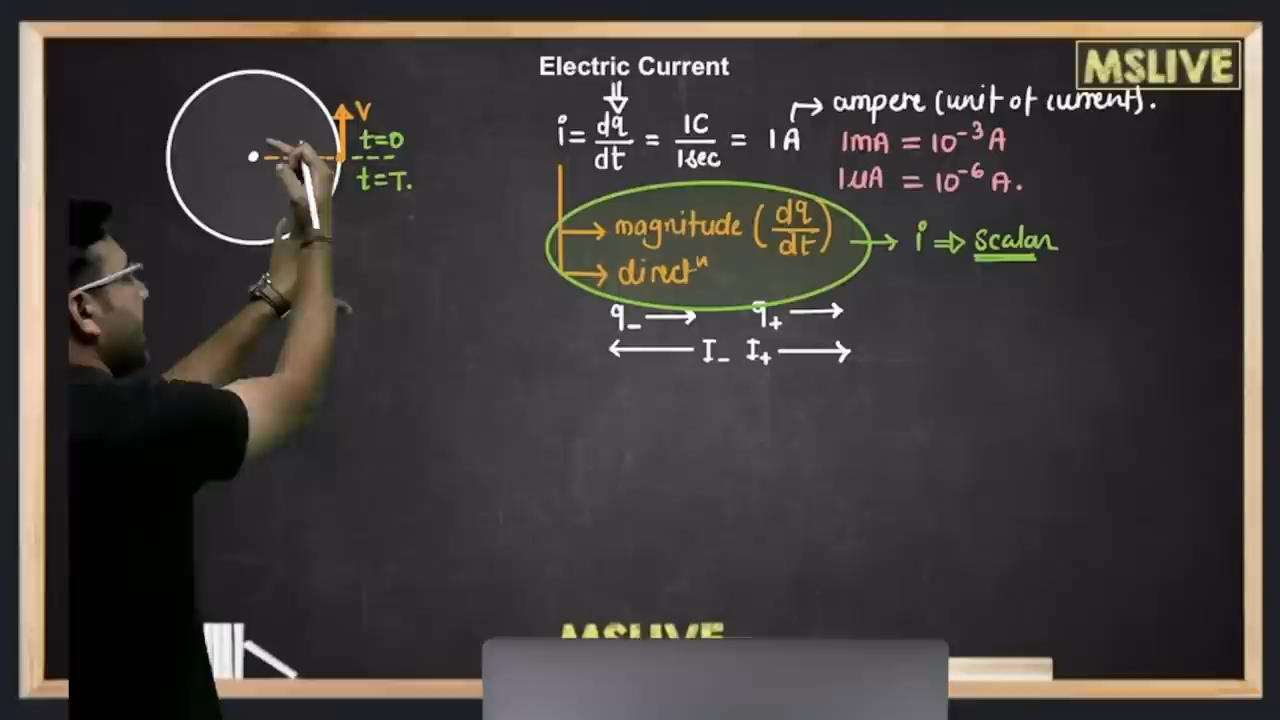 Electric Current
MSLIVE
i = dq/dt = 1C/1sec = 1A → ampere (unit of current).
1mA = 10⁻³ A
1μA = 10⁻⁶ A.
V
t=0
t=T.
→ magnitude (dq/dt)
→ directⁿ
→ i ⇒ scalar
q₋ → q₊ →
← I₋ I₊ →
MSLIVE